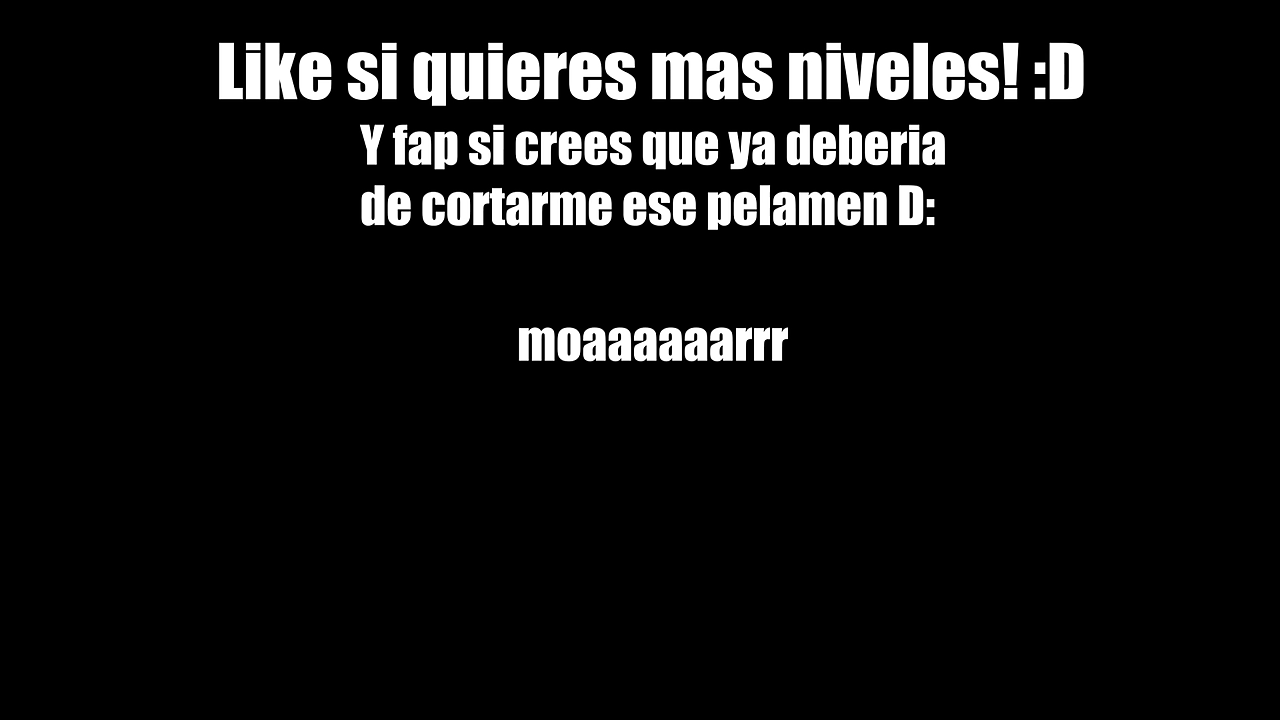 Like si quieres mas niveles! :D
Y fap si crees que ya deberia
de cortarme ese pelamen D:
moaaaaaarrr